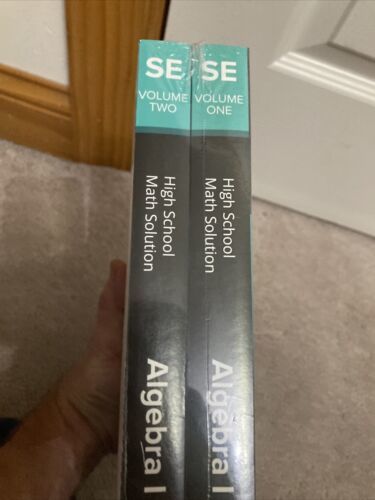 SE
VOLUME
TWO
High School
Math Solution
Algebra I
SE
VOLUME
ONE
High School
Math Solution
Algebra I